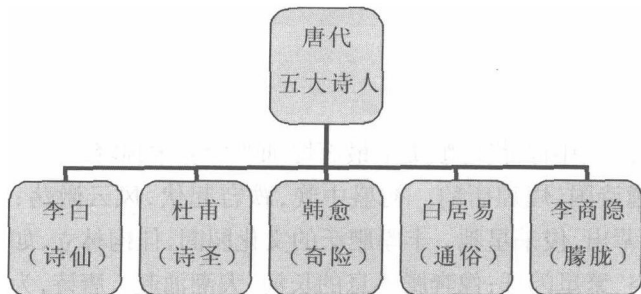 唐代
五大诗人
李白
(诗仙)
杜甫
(诗圣)
韩愈
(奇险)
白居易
(通俗)
李商隐
(朦胧)